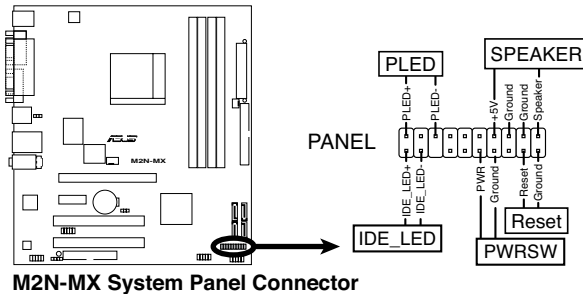 PLED
SPEAKER
PLED+
PLED-
+5V
Ground
Ground
Speaker
PANEL
IDE_LED+
IDE_LED-
PWR
Ground
Reset
Ground
IDE_LED
Reset
PWRSW
ASUS
M2N-MX
M2N-MX System Panel Connector